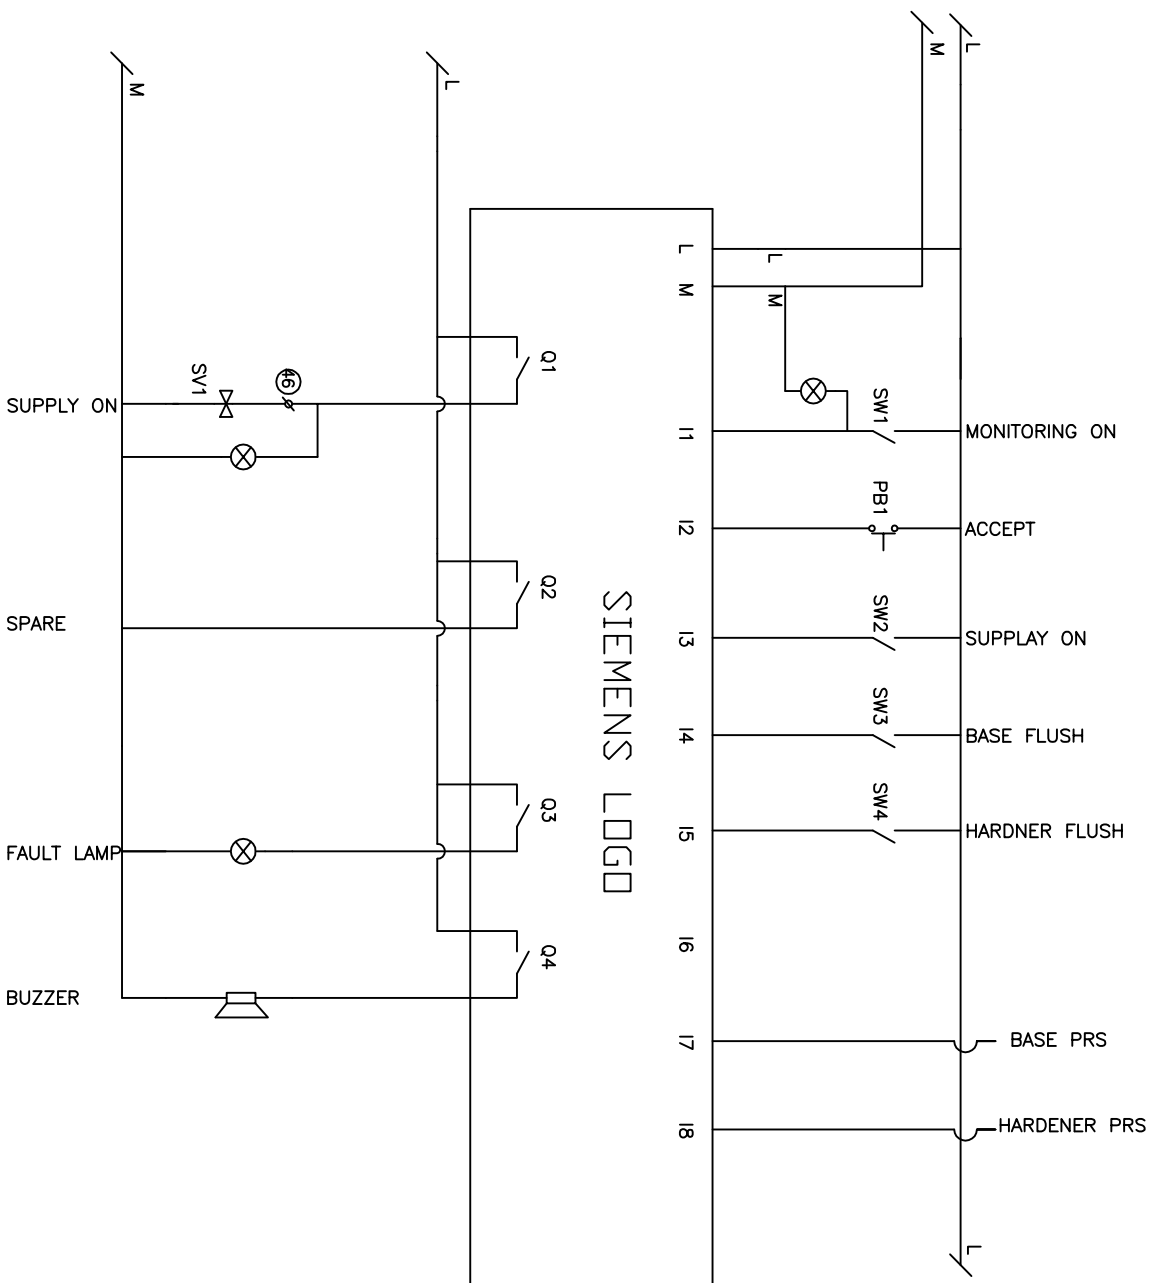 L
M
L
M
L
L
M
M
SV1
46
Q1
SUPPLY ON
SW1
I1
MONITORING ON
PB1
I2
ACCEPT
Q2
SPARE
SW2
I3
SUPPLAY ON
SIEMENS LOGO
SW3
I4
BASE FLUSH
Q3
FAULT LAMP
SW4
I5
HARDNER FLUSH
Q4
I6
BUZZER
I7
BASE PRS
I8
HARDENER PRS
L